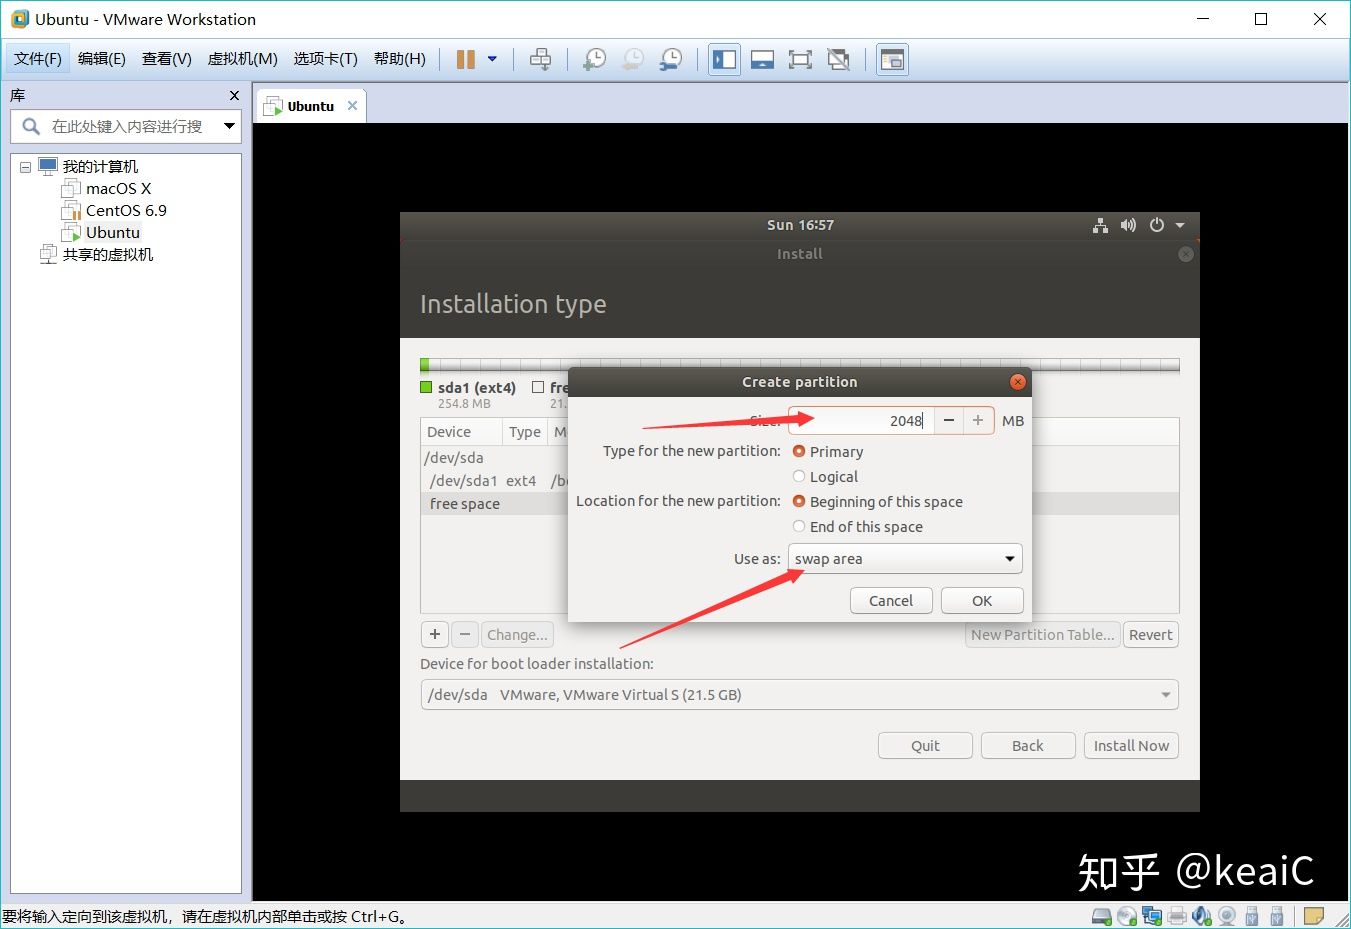 Ubuntu - VMware Workstation
文件(F) 编辑(E) 查看(V) 虚拟机(M) 选项卡(T) 帮助(H)
库
在此处键入内容进行搜
我的计算机
macOS X
CentOS 6.9
Ubuntu
共享的虚拟机
Ubuntu
Sun 16:57
Install
Installation type
sda1 (ext4)
254.8 MB
21.
Device Type
/dev/sda
/dev/sda1 ext4
free space
Create partition
Size: 2048 MB
Type for the new partition: Primary
Logical
Location for the new partition: Beginning of this space
End of this space
Use as: swap area
Cancel OK
+ − Change... New Partition Table... Revert
Device for boot loader installation:
/dev/sda VMware, VMware Virtual S (21.5 GB)
Quit Back Install Now
知乎 @keaiC
要将输入定向到该虚拟机，请在虚拟机内部单击或按 Ctrl+G。